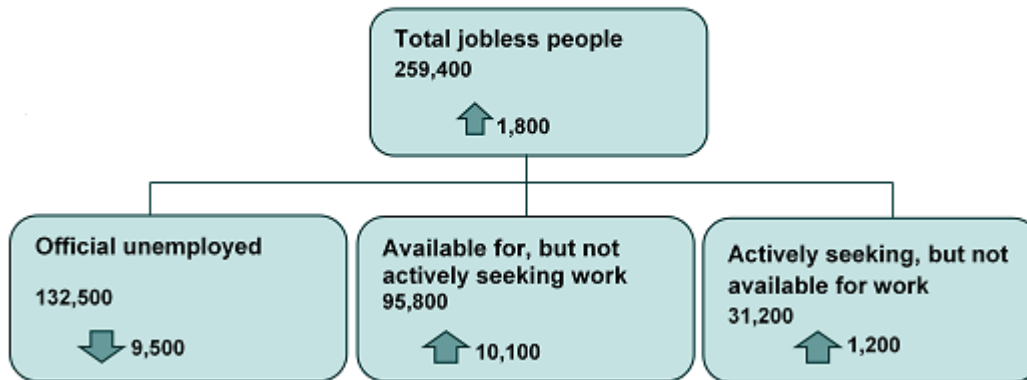 Total jobless people
259,400
1,800
Official unemployed
132,500
9,500
Available for, but not
actively seeking work
95,800
10,100
Actively seeking, but not
available for work
31,200
1,200